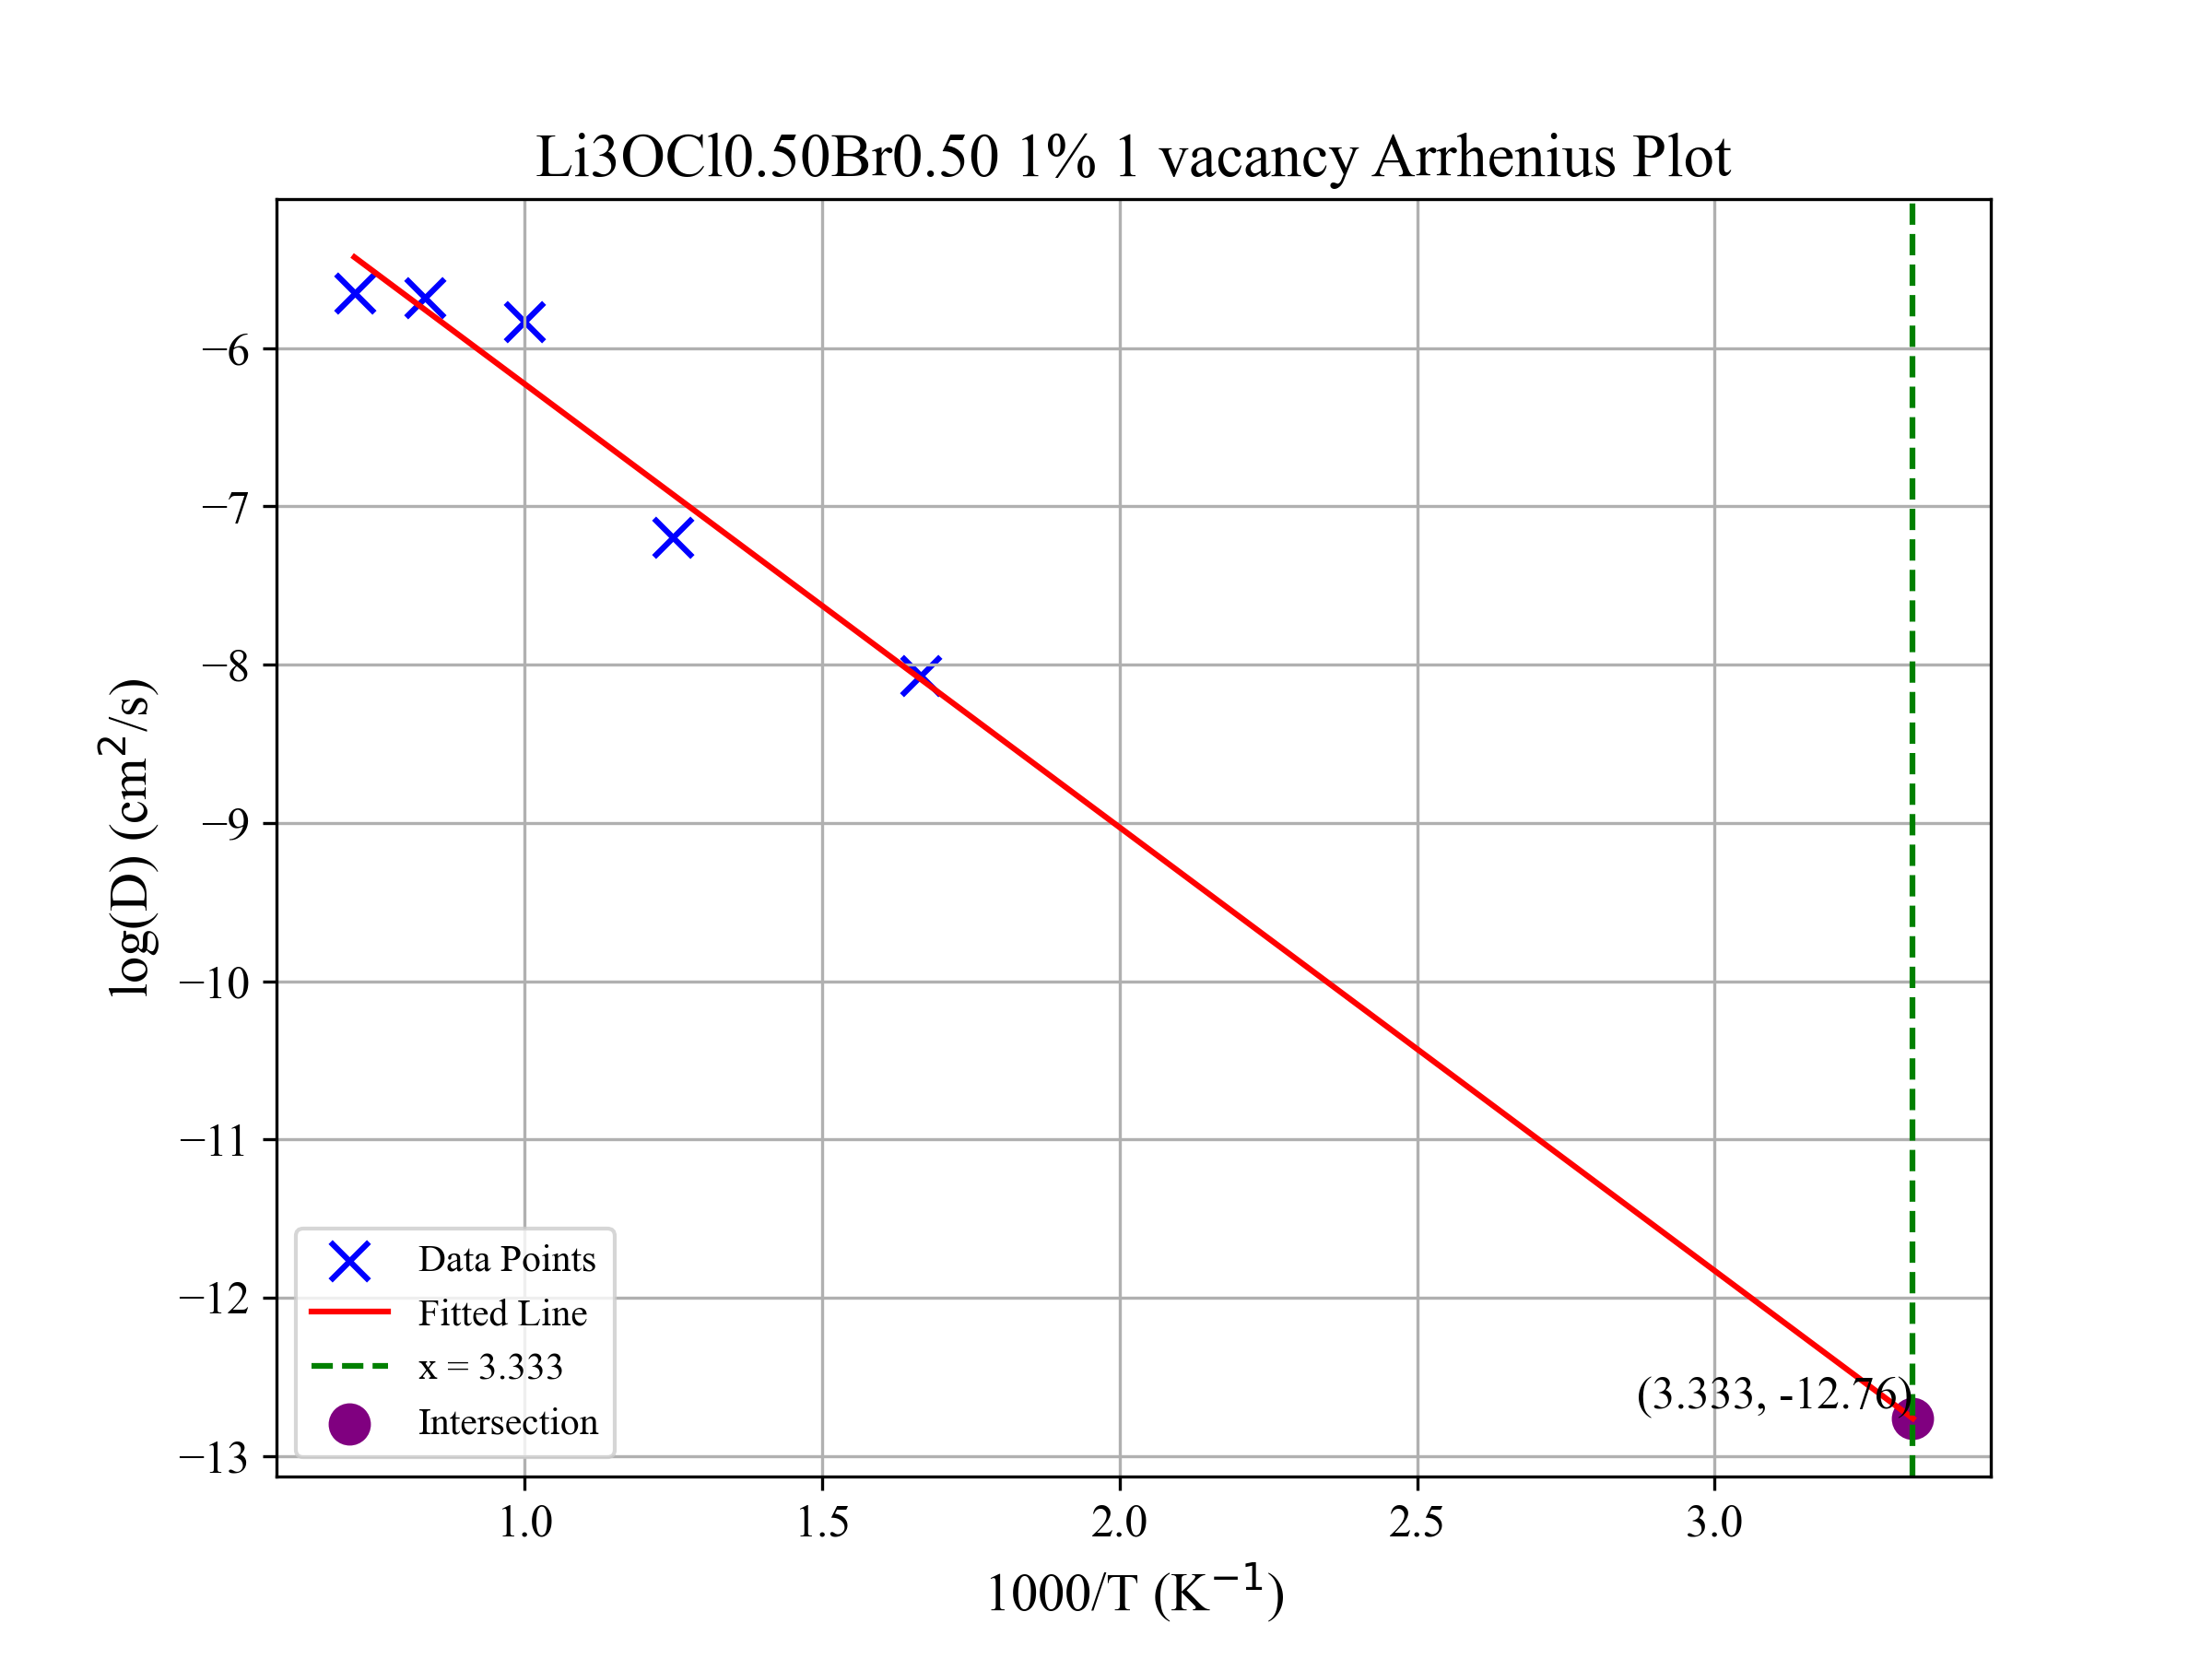 Li3OCl0.50Br0.50 1% 1 vacancy Arrhenius Plot
log(D) (cm²/s)
−6
−7
−8
−9
−10
−11
−12
−13
Data Points
Fitted Line
x = 3.333
Intersection
(3.333, -12.76)
1.0 1.5 2.0 2.5 3.0
1000/T (K⁻¹)